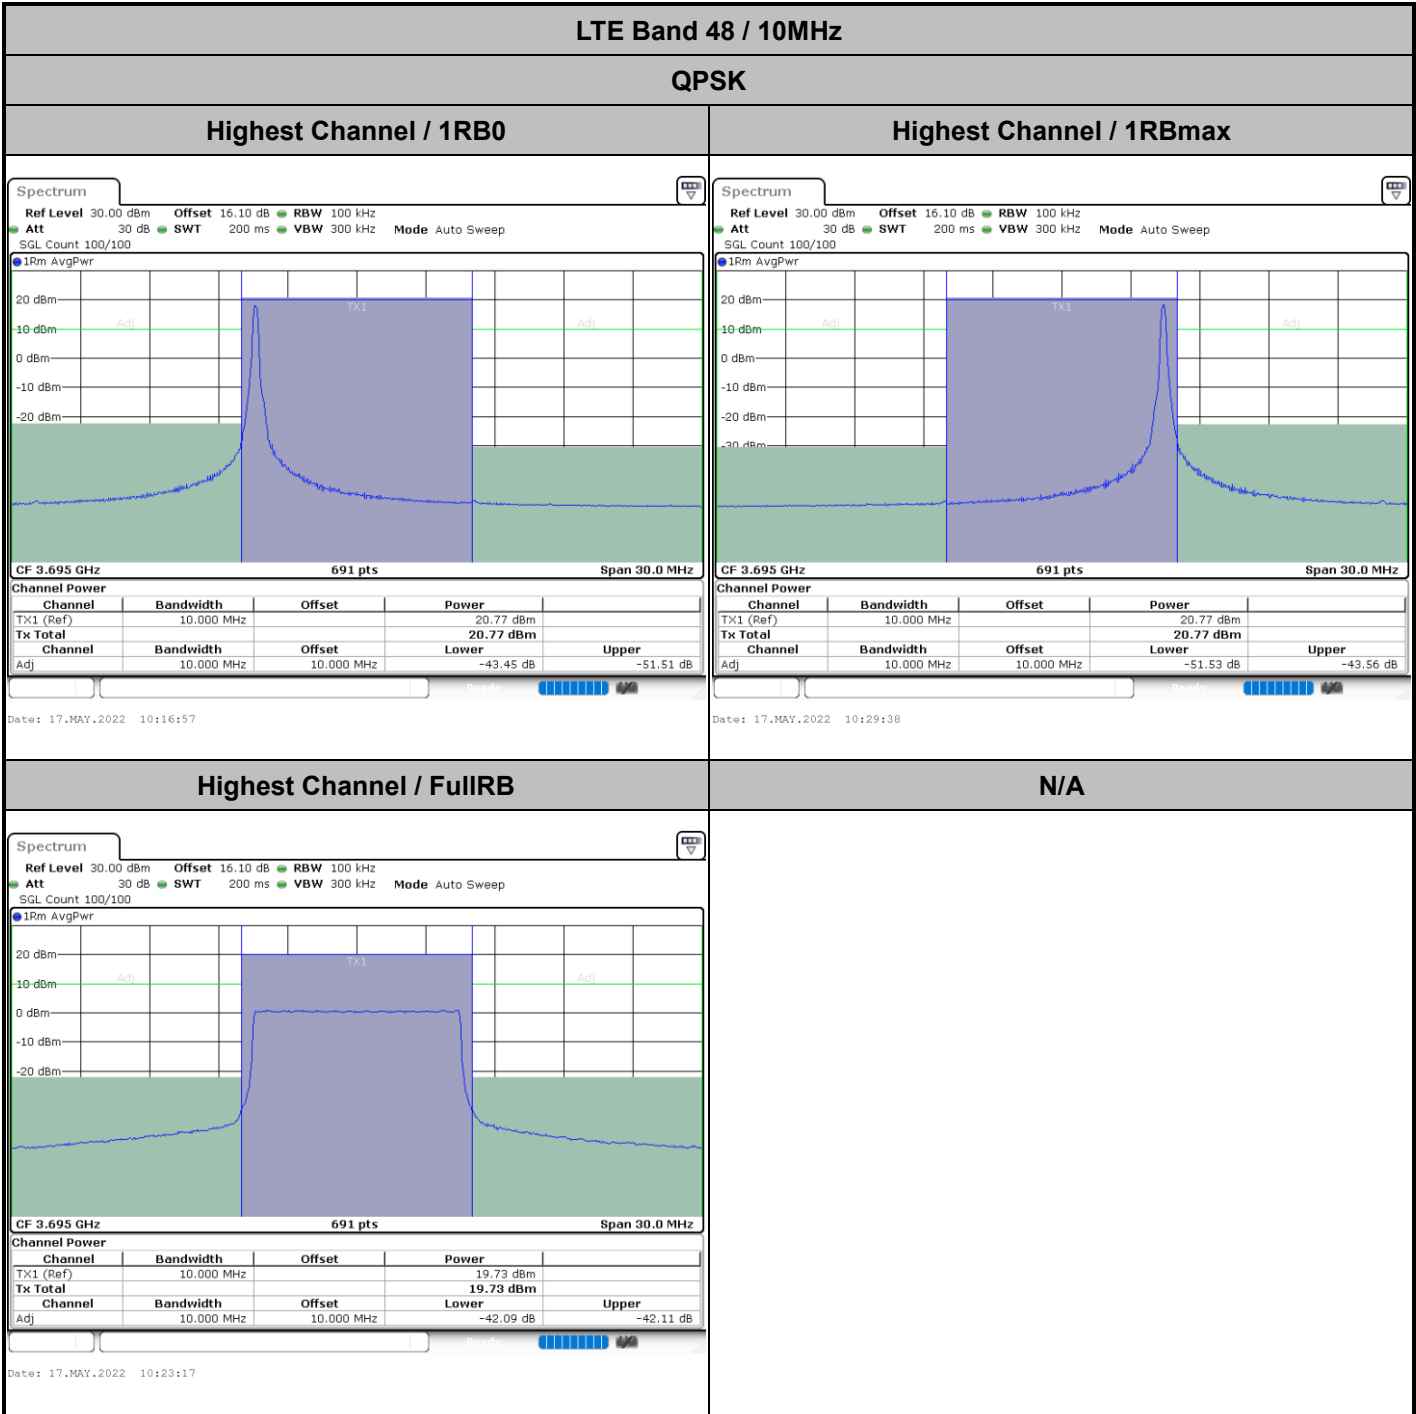 LTE Band 48 / 10MHz
QPSK
Highest Channel / 1RB0
Spectrum
Ref Level 30.00 dBm Offset 16.10 dB RBW 100 kHz
Att 30 dB SWT 200 ms VBW 300 kHz Mode Auto Sweep
SGL Count 100/100
1Rm AvgPwr
20 dBm
TX1
Adj
Adj
10 dBm
0 dBm
-10 dBm
-20 dBm
CF 3.695 GHz 691 pts Span 30.0 MHz
Channel Power
Channel Bandwidth Offset Power
TX1 (Ref) 10.000 MHz 20.77 dBm
Tx Total 20.77 dBm
Channel Bandwidth Offset Lower Upper
Adj 10.000 MHz 10.000 MHz -43.45 dB -51.51 dB
Ready
Date: 17.MAY.2022 10:16:57
Highest Channel / 1RBmax
Spectrum
Ref Level 30.00 dBm Offset 16.10 dB RBW 100 kHz
Att 30 dB SWT 200 ms VBW 300 kHz Mode Auto Sweep
SGL Count 100/100
1Rm AvgPwr
20 dBm
TX1
Adj
Adj
10 dBm
0 dBm
-10 dBm
-20 dBm
-30 dBm
CF 3.695 GHz 691 pts Span 30.0 MHz
Channel Power
Channel Bandwidth Offset Power
TX1 (Ref) 10.000 MHz 20.77 dBm
Tx Total 20.77 dBm
Channel Bandwidth Offset Lower Upper
Adj 10.000 MHz 10.000 MHz -51.53 dB -43.56 dB
Ready
Date: 17.MAY.2022 10:29:38
Highest Channel / FullRB
Spectrum
Ref Level 30.00 dBm Offset 16.10 dB RBW 100 kHz
Att 30 dB SWT 200 ms VBW 300 kHz Mode Auto Sweep
SGL Count 100/100
1Rm AvgPwr
20 dBm
TX1
Adj
Adj
10 dBm
0 dBm
-10 dBm
-20 dBm
CF 3.695 GHz 691 pts Span 30.0 MHz
Channel Power
Channel Bandwidth Offset Power
TX1 (Ref) 10.000 MHz 19.73 dBm
Tx Total 19.73 dBm
Channel Bandwidth Offset Lower Upper
Adj 10.000 MHz 10.000 MHz -42.09 dB -42.11 dB
Ready
Date: 17.MAY.2022 10:23:17
N/A